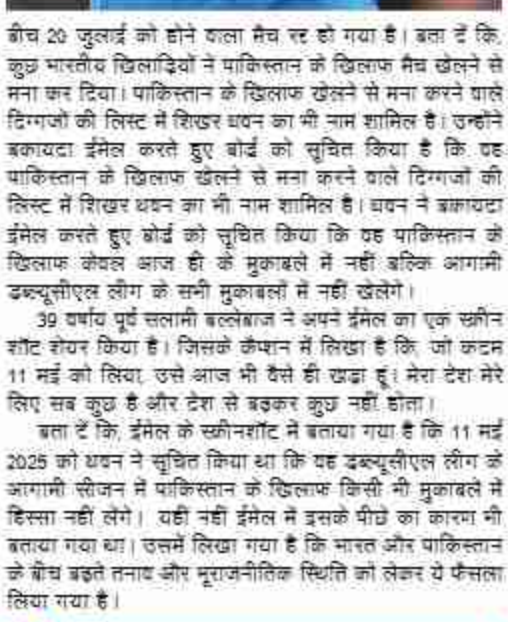 बीच 20 जुलाई को होने वाला मैच रद्द हो गया है। बता दें कि,
कुछ भारतीय खिलाड़ियों ने पाकिस्तान के खिलाफ मैच खेलने से
मना कर दिया। पाकिस्तान के खिलाफ खेलने से मना करने वाले
दिग्गजों की लिस्ट में शिखर धवन का भी नाम शामिल है। उन्होंने
बकायदा ईमेल करते हुए बोर्ड को सूचित किया है कि वह
पाकिस्तान के खिलाफ खेलने से मना करने वाले दिग्गजों की
लिस्ट में शिखर धवन का भी नाम शामिल है। धवन ने बकायदा
ईमेल करते हुए बोर्ड को सूचित किया कि वह पाकिस्तान के
खिलाफ केवल आज ही के मुकाबले में नहीं बल्कि आगामी
डब्ल्यूसीएल लीग के सभी मुकाबलों में नहीं खेलेंगे।
39 वर्षीय पूर्व सलामी बल्लेबाज ने अपने ईमेल का एक स्क्रीन
शॉट शेयर किया है। जिसके कैप्शन में लिखा है कि, जो कदम
11 मई को लिया, उसे आज भी वैसे ही खड़ा हूं। मेरा देश मेरे
लिए सब कुछ है और देश से बढ़कर कुछ नहीं होता।
बता दें कि, ईमेल के स्क्रीनशॉट में बताया गया है कि 11 मई
2025 को धवन ने सूचित किया था कि वह डब्ल्यूसीएल लीग के
आगामी सीजन में पाकिस्तान के खिलाफ किसी भी मुकाबले में
हिस्सा नहीं लेंगे। यही नहीं ईमेल में इसके पीछे का कारण भी
बताया गया था। उसमें लिखा गया है कि भारत और पाकिस्तान
के बीच बढ़ते तनाव और भूराजनीतिक स्थिति को लेकर ये फैसला
लिया गया है।